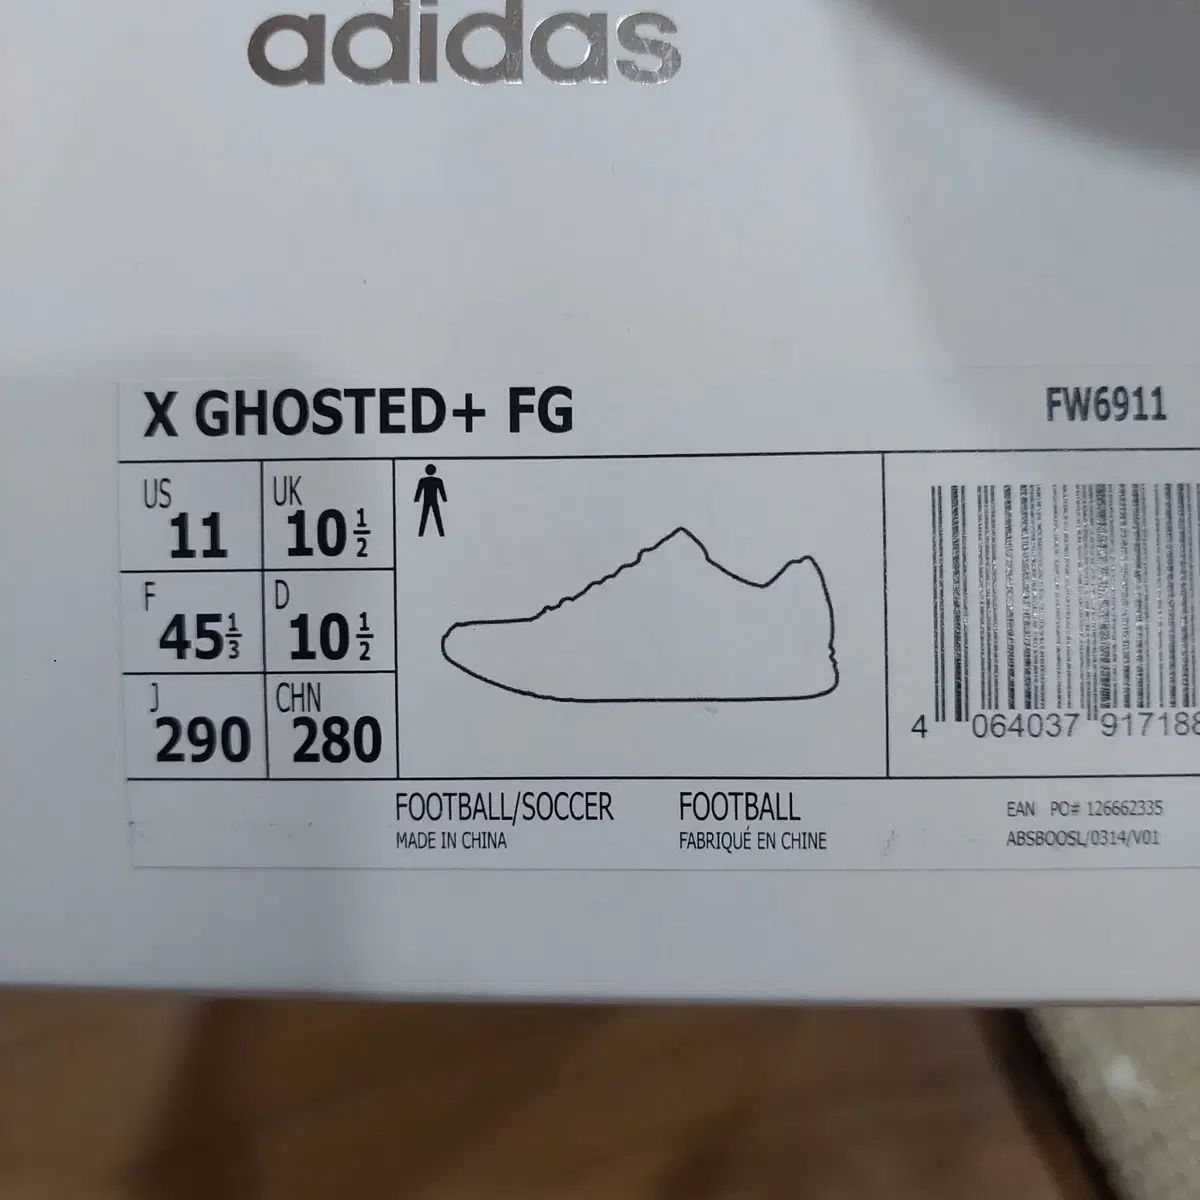 adidas
X GHOSTED+ FG
FW6911
US 11
UK 10 1/2
F 45 1/3
D 10 1/2
J 290
CHN 280
4 064037 917188
FOOTBALL/SOCCER
MADE IN CHINA
FOOTBALL
FABRIQUÉ EN CHINE
EAN PO# 126662335
ABSBOOSL/0314/V01